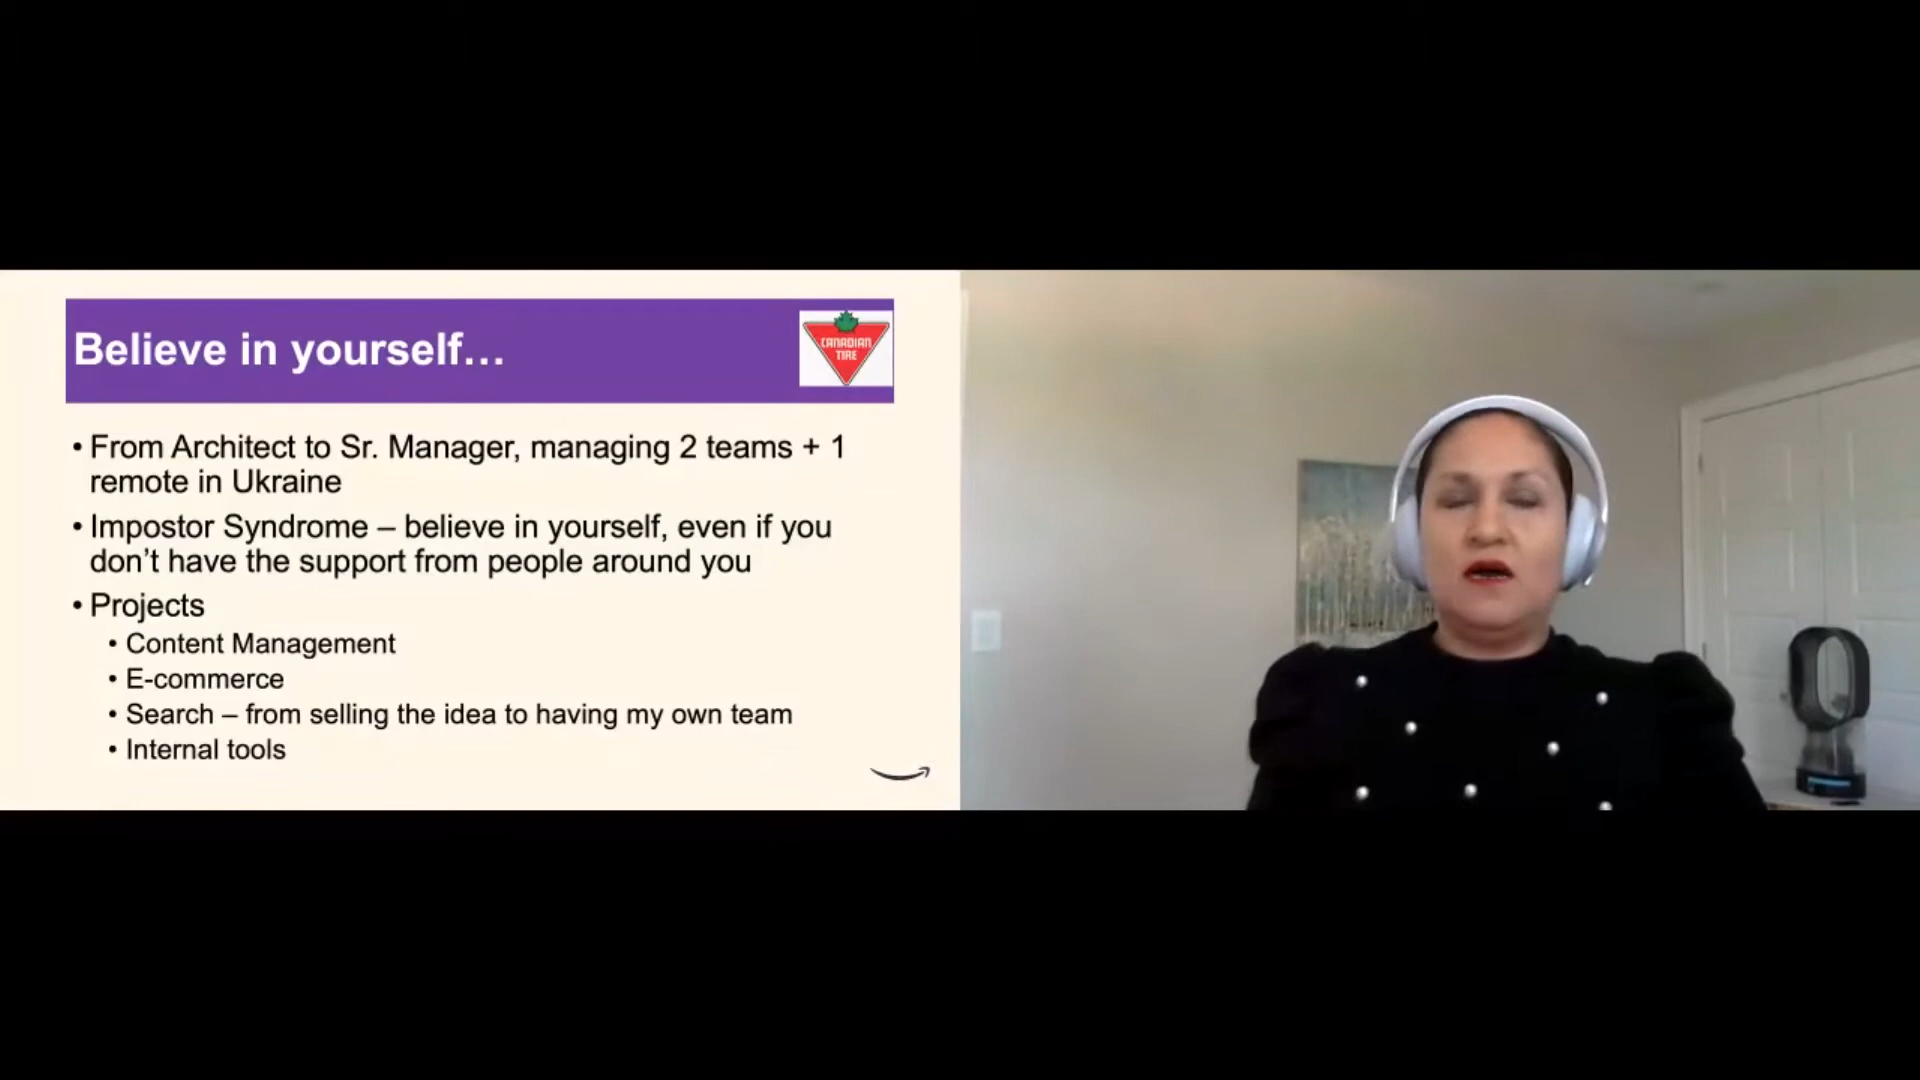 Believe in yourself...
CANADIAN
TIRE
• From Architect to Sr. Manager, managing 2 teams + 1
remote in Ukraine
• Impostor Syndrome – believe in yourself, even if you
don't have the support from people around you
• Projects
• Content Management
• E-commerce
• Search – from selling the idea to having my own team
• Internal tools